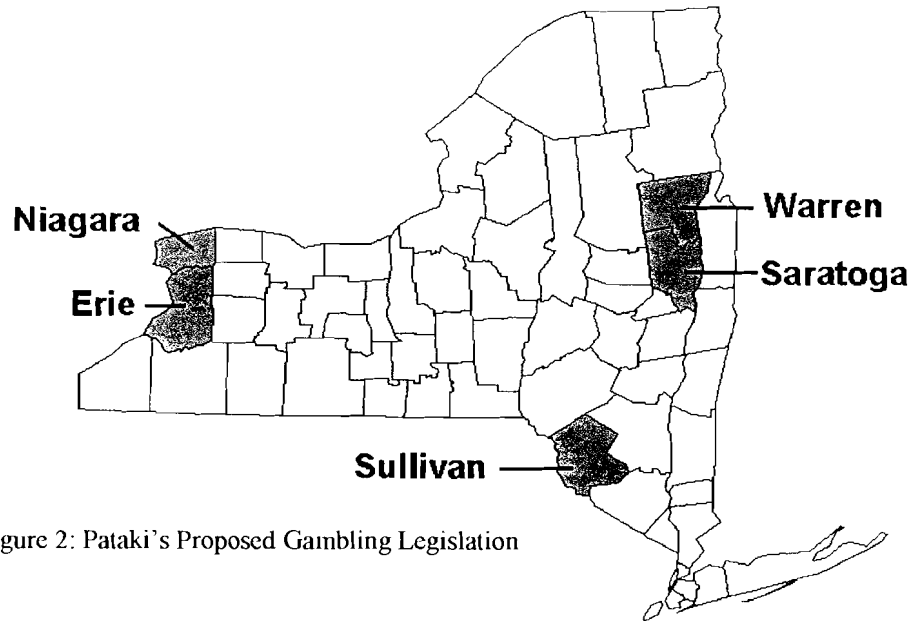 Niagara
Erie
Warren
Saratoga
Sullivan
gure 2: Pataki's Proposed Gambling Legislation